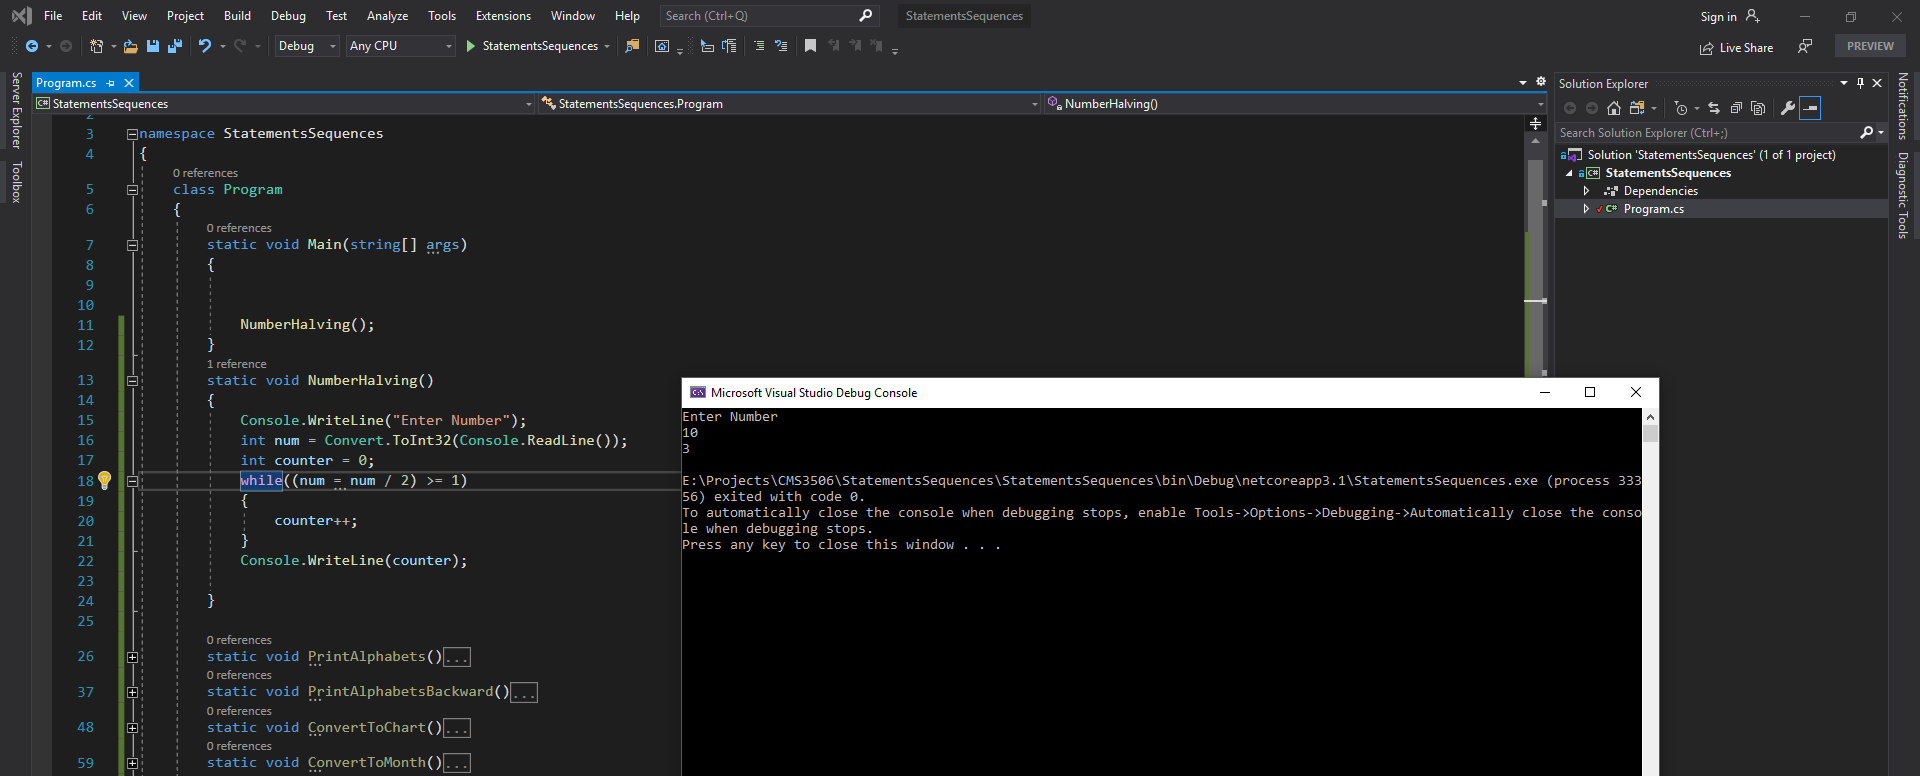 File Edit View Project Build Debug Test Analyze Tools Extensions Window Help Search (Ctrl+Q) StatementsSequences Sign in
Debug Any CPU StatementsSequences Live Share PREVIEW
Server Explorer
Toolbox
Program.cs
StatementsSequences StatementsSequences.Program NumberHalving()
3 namespace StatementsSequences
4 {
0 references
5 class Program
6 {
0 references
7 static void Main(string[] args)
8 {
9
10
11 NumberHalving();
12 }
1 reference
13 static void NumberHalving()
14 {
15 Console.WriteLine("Enter Number");
16 int num = Convert.ToInt32(Console.ReadLine());
17 int counter = 0;
18 while((num = num / 2) >= 1)
19 {
20 counter++;
21 }
22 Console.WriteLine(counter);
23
24 }
25
0 references
26 static void PrintAlphabets()...
0 references
37 static void PrintAlphabetsBackward()...
0 references
48 static void ConvertToChart()...
0 references
59 static void ConvertToMonth()...
Microsoft Visual Studio Debug Console
Enter Number
10
3
E:\Projects\CMS3506\StatementsSequences\StatementsSequences\bin\Debug\netcoreapp3.1\StatementsSequences.exe (process 333
56) exited with code 0.
To automatically close the console when debugging stops, enable Tools->Options->Debugging->Automatically close the conso
le when debugging stops.
Press any key to close this window . . .
Solution Explorer
Search Solution Explorer (Ctrl+;)
Solution 'StatementsSequences' (1 of 1 project)
C# StatementsSequences
Dependencies
C# Program.cs
Notifications
Diagnostic Tools